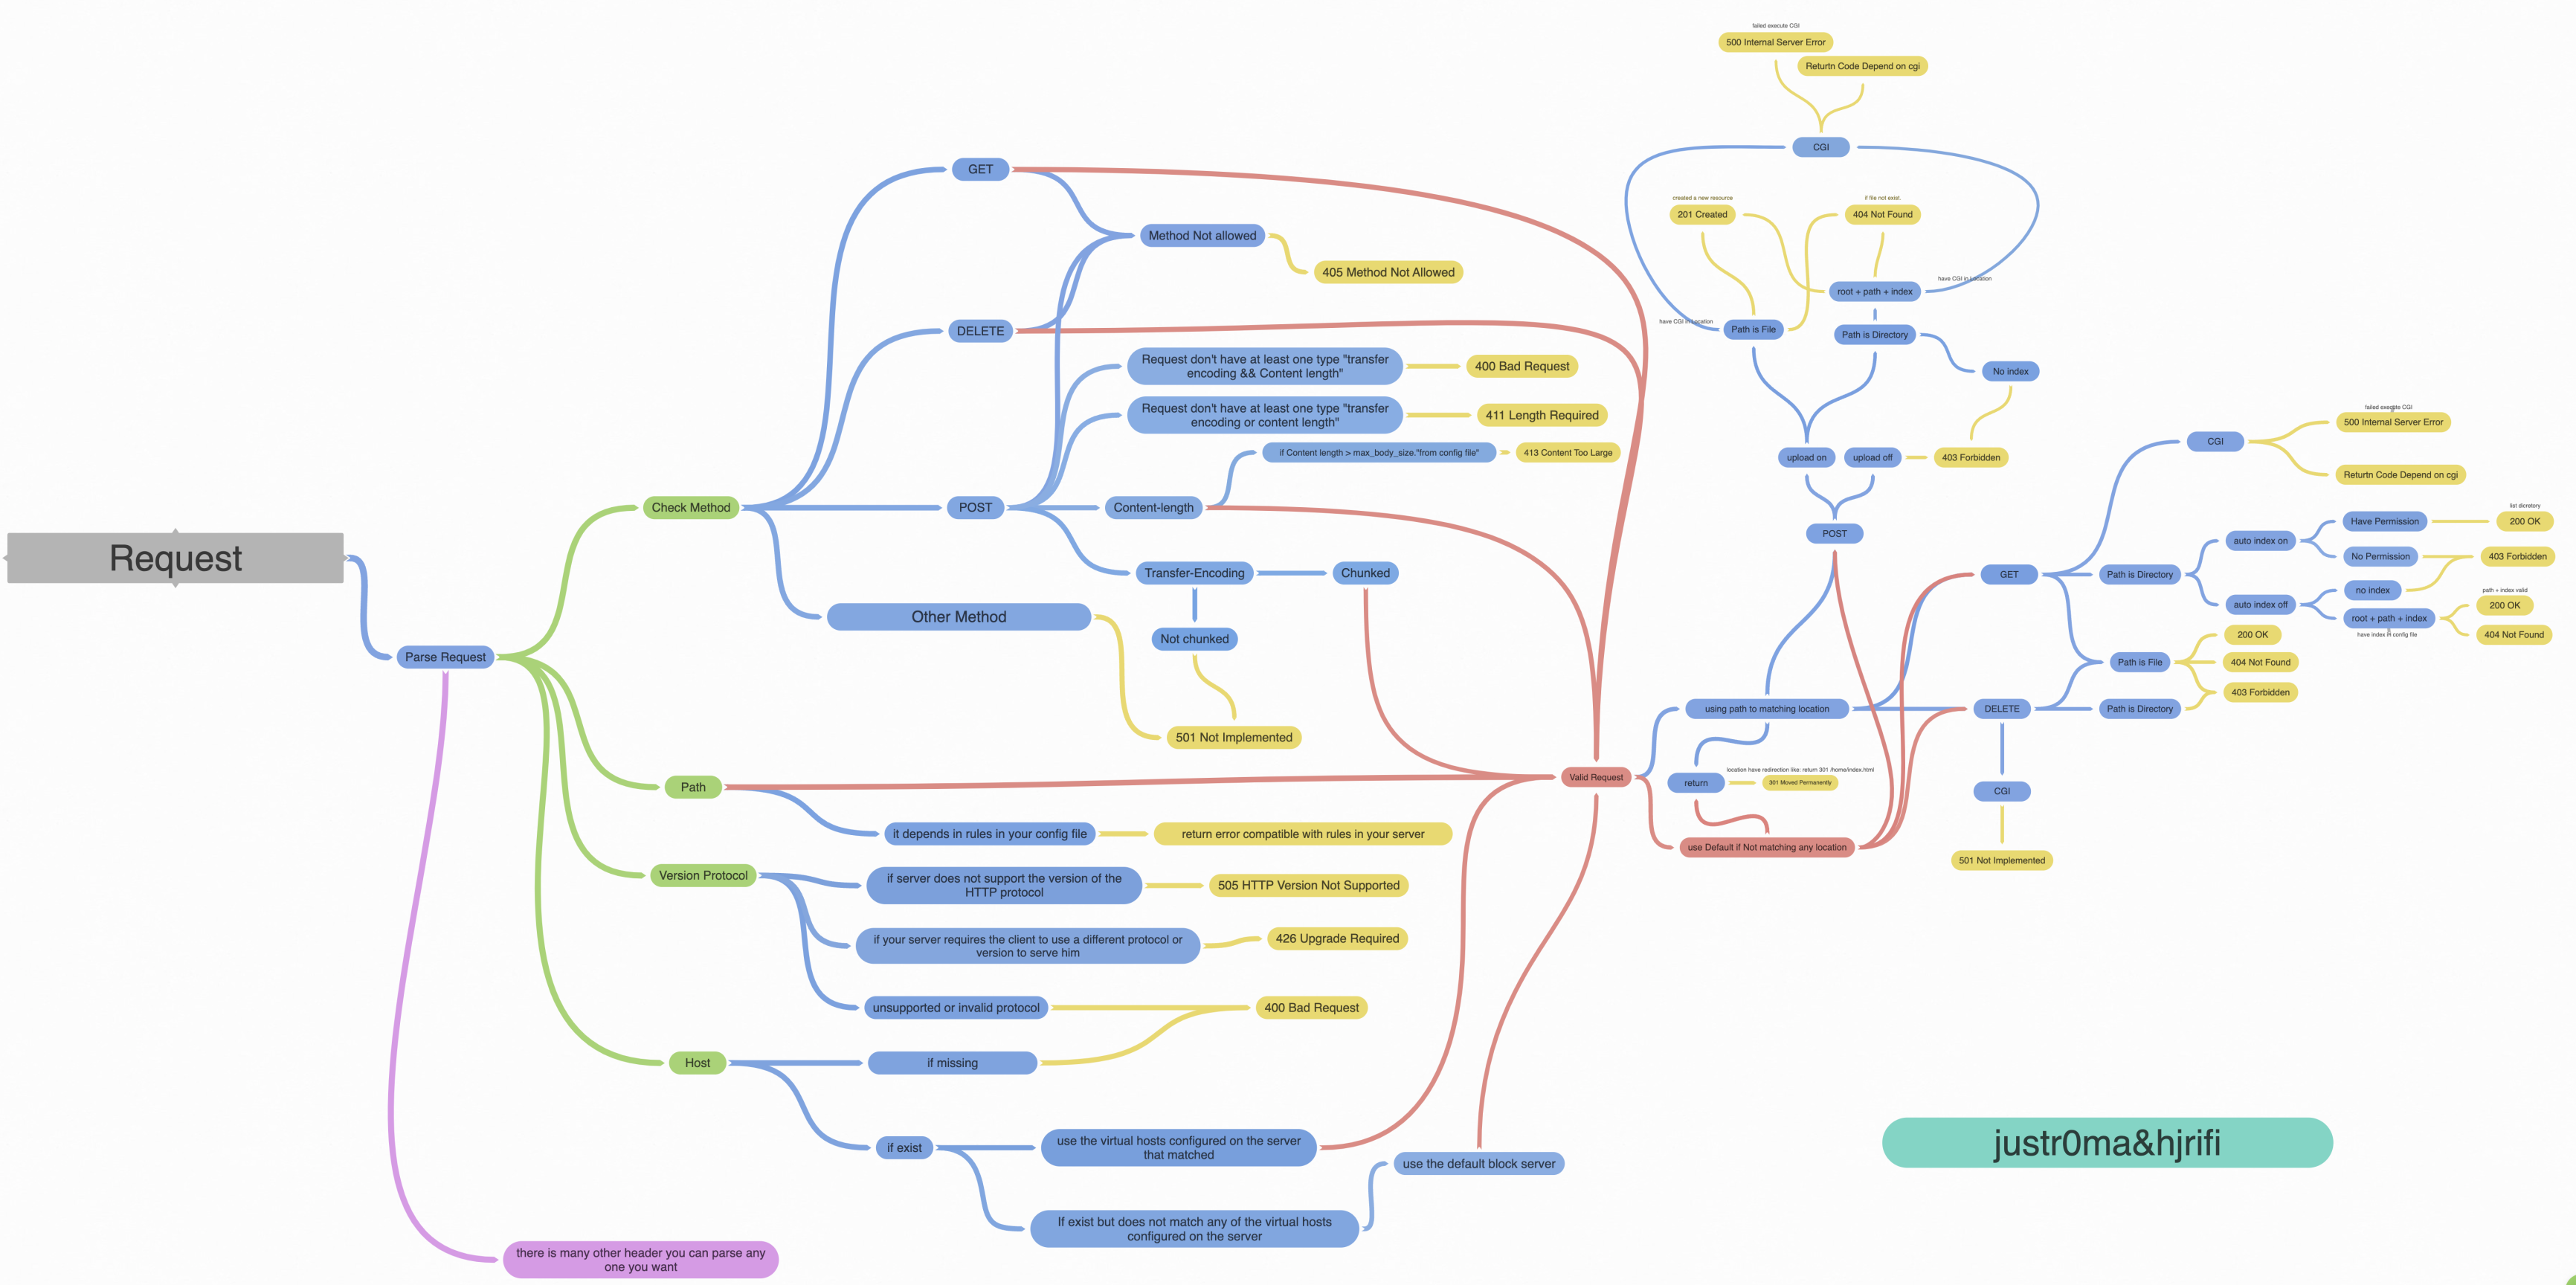 Request
Parse Request
there is many other header you can parse any
one you want
Check Method
GET
Method Not allowed
405 Method Not Allowed
DELETE
POST
Request don't have at least one type "transfer
encoding && Content length"
400 Bad Request
Request don't have at least one type "transfer
encoding or content length"
411 Length Required
Content-length
if Content length > max_body_size."from config file"
413 Content Too Large
Transfer-Encoding
Chunked
Not chunked
Other Method
501 Not Implemented
Path
it depends in rules in your config file
return error compatible with rules in your server
Version Protocol
if server does not support the version of the
HTTP protocol
505 HTTP Version Not Supported
if your server requires the client to use a different protocol or
version to serve him
426 Upgrade Required
unsupported or invalid protocol
400 Bad Request
Host
if missing
if exist
use the virtual hosts configured on the server
that matched
If exist but does not match any of the virtual hosts
configured on the server
use the default block server
Valid Request
using path to matching location
return
location have redirection like: return 301 /home/index.html
301 Moved Permanently
use Default if Not matching any location
POST
upload on
upload off
403 Forbidden
Path is File
have CGI in Location
Path is Directory
No index
root + path + index
have CGI in Location
created a new resource
201 Created
if file not exist.
404 Not Found
CGI
failed execute CGI
500 Internal Server Error
Returtn Code Depend on cgi
GET
CGI
failed execute CGI
500 Internal Server Error
Returtn Code Depend on cgi
Path is Directory
auto index on
Have Permission
list dicretory
200 OK
No Permission
403 Forbidden
auto index off
no index
root + path + index
have index in config file
path + index valid
200 OK
404 Not Found
Path is File
200 OK
404 Not Found
403 Forbidden
DELETE
Path is Directory
CGI
501 Not Implemented
justr0ma&hjrifi